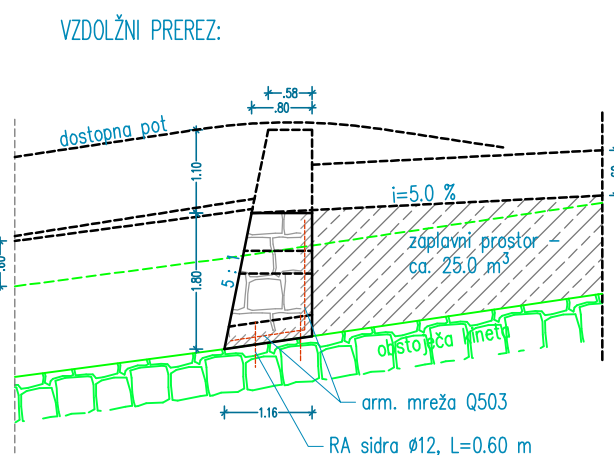 VZDOLŽNI PREREZ:
.58
.80
dostopna pot
1.10
i=5.0 %
zaplavni prostor –
ca. 25.0 m³
1.80
5 : 1
obstoječa kineta
1.16
arm. mreža Q503
RA sidra φ12, L=0.60 m